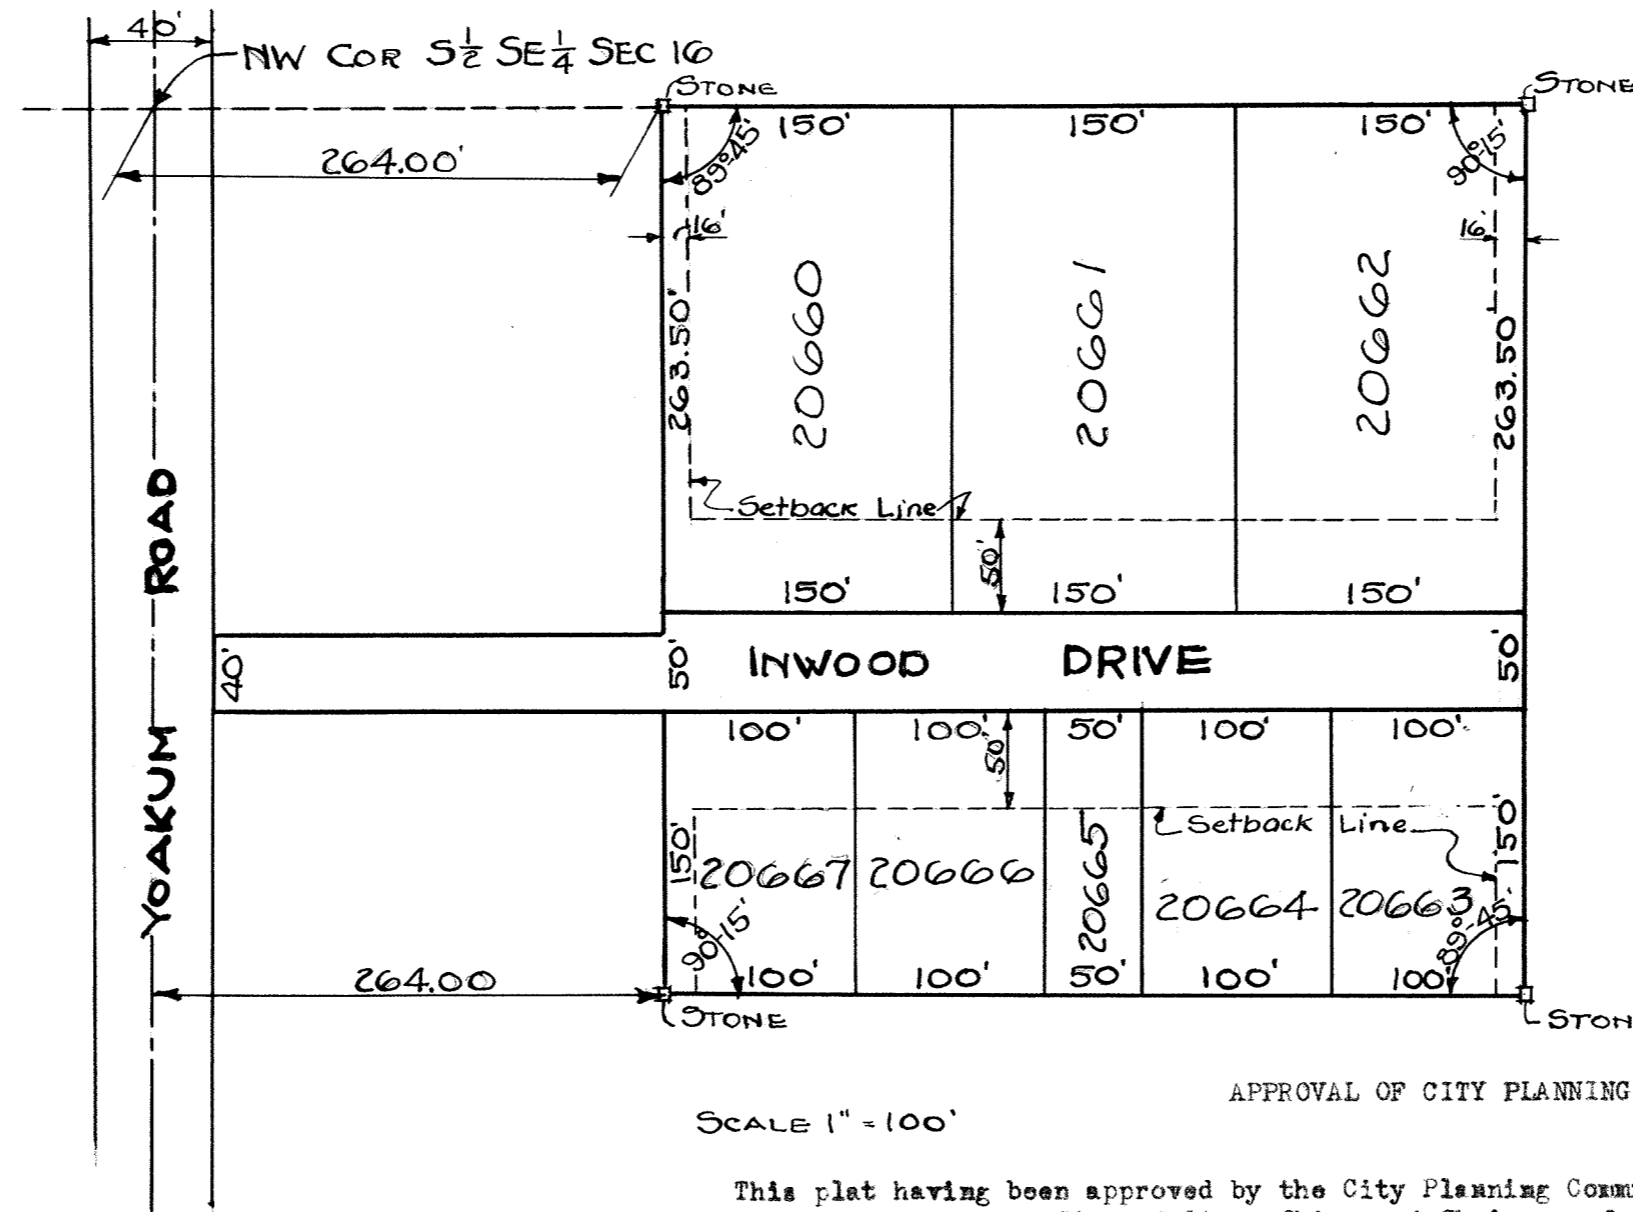 40'
NW COR S½ SE¼ SEC 16
STONE
STONE
150' 150' 150'
89°45'
90°-15'
264.00'
16'
16'
263.50'
20660
20661
20662
263.50'
Setback Line
50'
150' 150' 150'
YOAKUM ROAD
40'
50'
INWOOD DRIVE
50'
100' 100' 50' 100' 100'
50'
150'
Setback Line
150'
20667 20666 20665 20664 20663
90°-15'
89°-45'
100' 100' 50' 100' 100'
264.00
STONE
STON
APPROVAL OF CITY PLANNING
SCALE 1" = 100'
This plat having been approved by the City Planning Comm